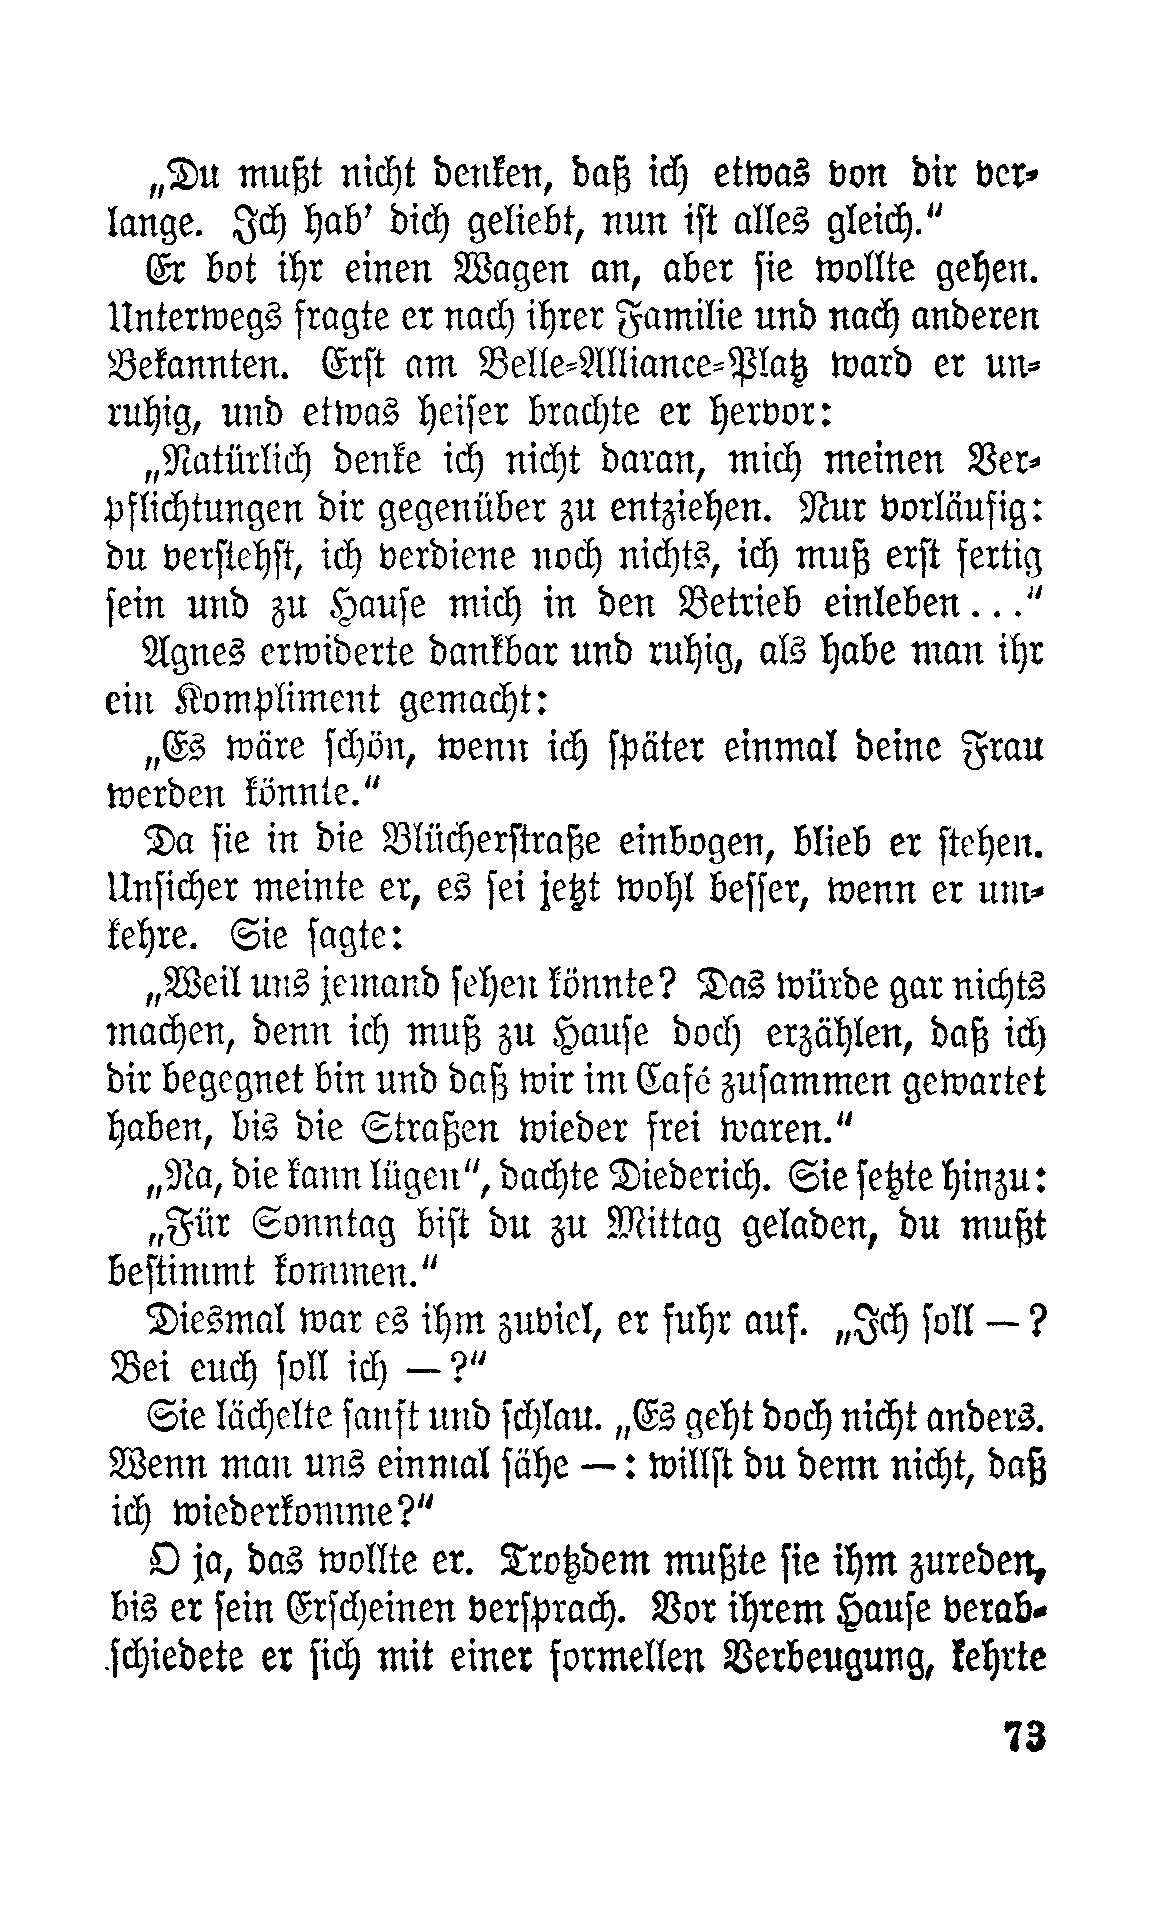 „Du mußt nicht denken, daß ich etwas von dir ver-
lange. Ich hab' dich geliebt, nun ist alles gleich.“
Er bot ihr einen Wagen an, aber sie wollte gehen.
Unterwegs fragte er nach ihrer Familie und nach anderen
Bekannten. Erst am Belle-Alliance-Platz ward er un-
ruhig, und etwas heiser brachte er hervor:
„Natürlich denke ich nicht daran, mich meinen Ver-
pflichtungen dir gegenüber zu entziehen. Nur vorläufig:
du verstehst, ich verdiene noch nichts, ich muß erst fertig
sein und zu Hause mich in den Betrieb einleben...“
Agnes erwiderte dankbar und ruhig, als habe man ihr
ein Kompliment gemacht:
„Es wäre schön, wenn ich später einmal deine Frau
werden könnte.“
Da sie in die Blücherstraße einbogen, blieb er stehen.
Unsicher meinte er, es sei jetzt wohl besser, wenn er um-
kehre. Sie sagte:
„Weil uns jemand sehen könnte? Das würde gar nichts
machen, denn ich muß zu Hause doch erzählen, daß ich
dir begegnet bin und daß wir im Café zusammen gewartet
haben, bis die Straßen wieder frei waren.“
„Na, die kann lügen“, dachte Diederich. Sie setzte hinzu:
„Für Sonntag bist du zu Mittag geladen, du mußt
bestimmt kommen.“
Diesmal war es ihm zuviel, er fuhr auf. „Ich soll —?
Bei euch soll ich —?“
Sie lächelte sanft und schlau. „Es geht doch nicht anders.
Wenn man uns einmal sähe —: willst du denn nicht, daß
ich wiederkomme?“
O ja, das wollte er. Trotzdem mußte sie ihm zureden,
bis er sein Erscheinen versprach. Vor ihrem Hause verab-
schiedete er sich mit einer formellen Verbeugung, kehrte
73